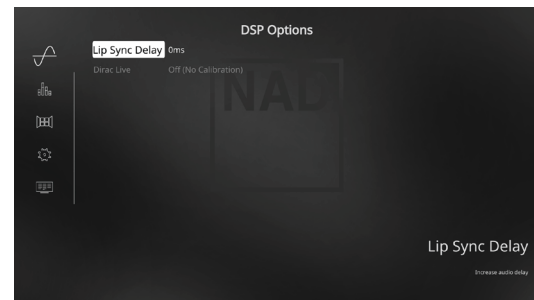 DSP Options
Lip Sync Delay 0ms
Dirac Live Off (No Calibration)
NAD
Lip Sync Delay
Increase audio delay